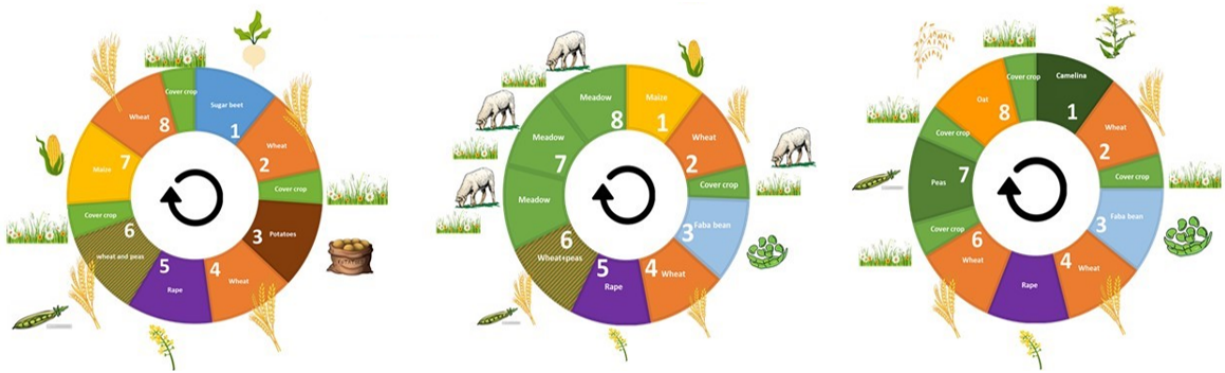 Cover crop
Sugar beet
1
Wheat
2
Cover crop
Potatoes
3
Wheat
4
Rape
5
wheat and peas
6
Cover crop
Maize
7
Wheat
8
Maize
1
Wheat
2
Cover crop
Faba bean
3
Wheat
4
Rape
5
Wheat+peas
6
Meadow
Meadow
7
Meadow
8
Cover crop
Camelina
1
Wheat
2
Cover crop
Faba bean
3
Wheat
4
Rape
Wheat
6
Cover crop
Peas
7
Cover crop
Oat
8